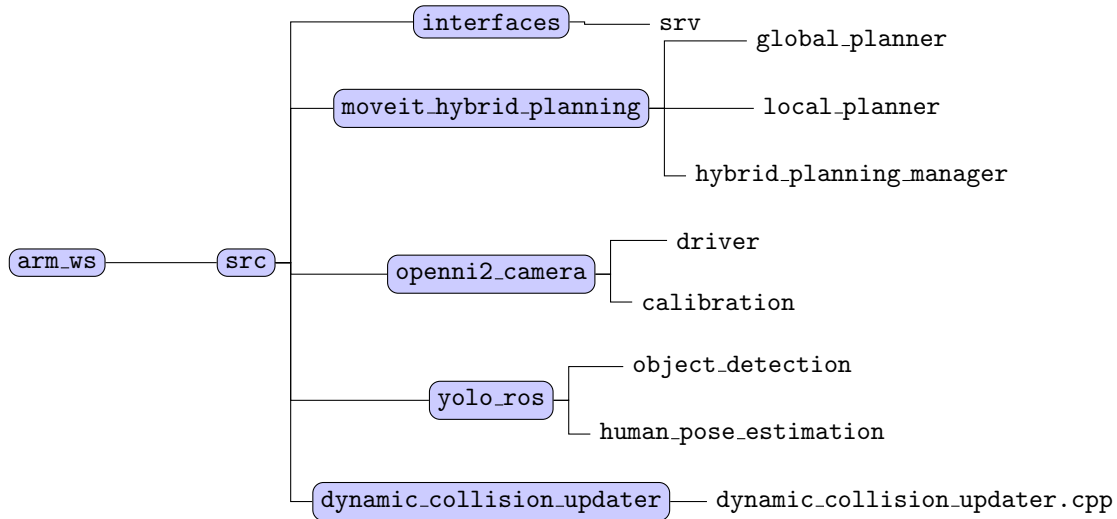 interfaces
srv
global_planner
moveit_hybrid_planning
local_planner
hybrid_planning_manager
arm_ws
src
driver
openni2_camera
calibration
object_detection
yolo_ros
human_pose_estimation
dynamic_collision_updater
dynamic_collision_updater.cpp